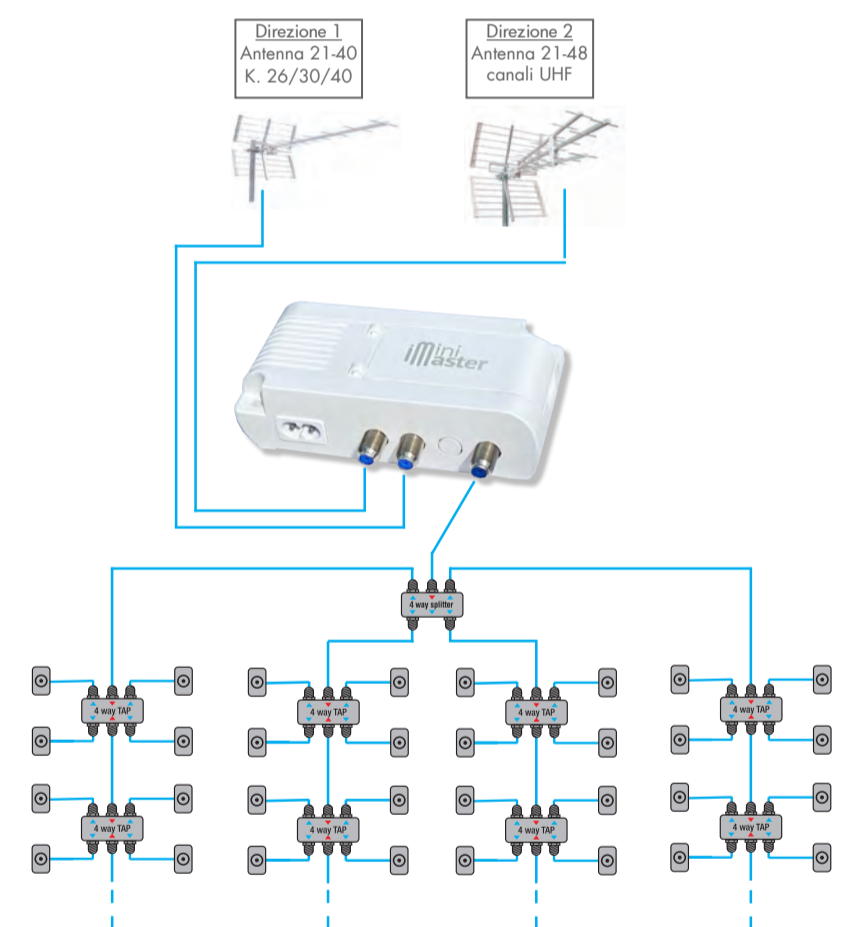 Direzione 1
Antenna 21-40
K. 26/30/40
Direzione 2
Antenna 21-48
canali UHF
iMini
Master
4 way splitter
4 way TAP
4 way TAP
4 way TAP
4 way TAP
4 way TAP
4 way TAP
4 way TAP
4 way TAP